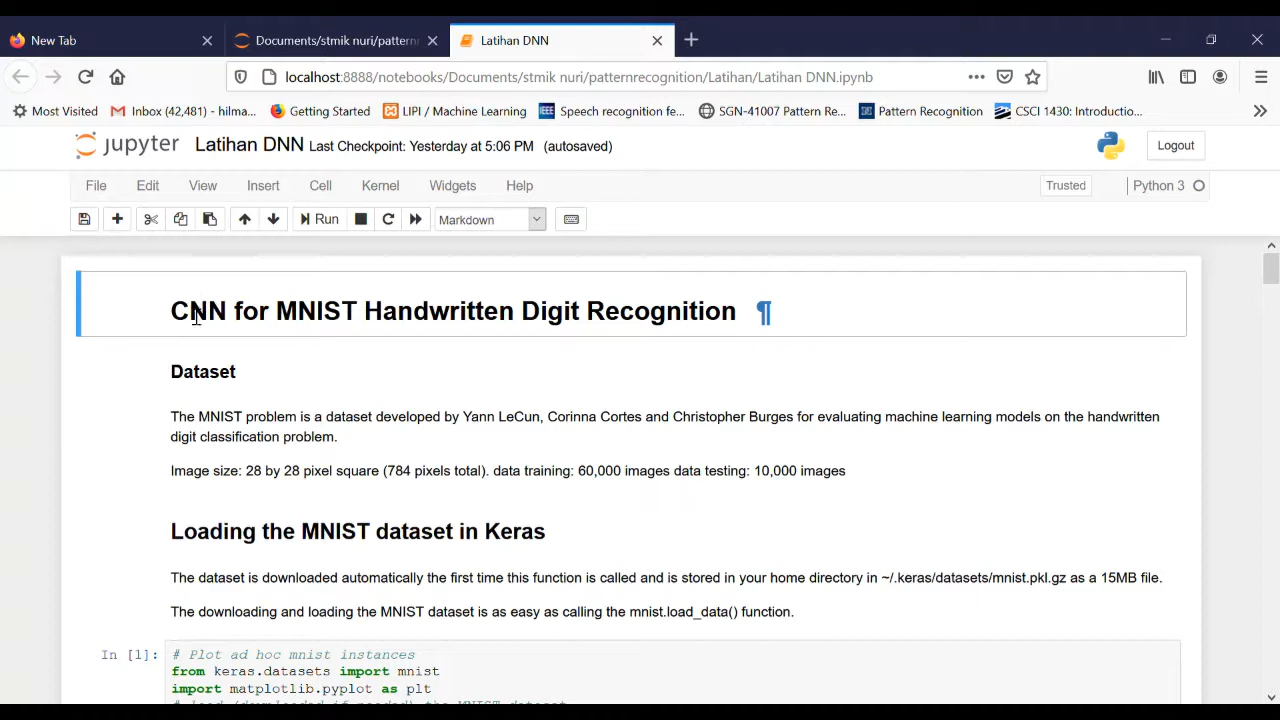 New Tab
Documents/stmik nuri/pattern
Latihan DNN
localhost:8888/notebooks/Documents/stmik nuri/patternrecognition/Latihan/Latihan DNN.ipynb
Most Visited
Inbox (42,481) - hilma...
Getting Started
LIPI / Machine Learning
Speech recognition fe...
SGN-41007 Pattern Re...
Pattern Recognition
CSCI 1430: Introductio...
jupyter Latihan DNN Last Checkpoint: Yesterday at 5:06 PM (autosaved)
Logout
File Edit View Insert Cell Kernel Widgets Help
Trusted
Python 3
Run
Markdown
CNN for MNIST Handwritten Digit Recognition ¶
Dataset
The MNIST problem is a dataset developed by Yann LeCun, Corinna Cortes and Christopher Burges for evaluating machine learning models on the handwritten
digit classification problem.
Image size: 28 by 28 pixel square (784 pixels total). data training: 60,000 images data testing: 10,000 images
Loading the MNIST dataset in Keras
The dataset is downloaded automatically the first time this function is called and is stored in your home directory in ~/.keras/datasets/mnist.pkl.gz as a 15MB file.
The downloading and loading the MNIST dataset is as easy as calling the mnist.load_data() function.
In [1]: # Plot ad hoc mnist instances
from keras.datasets import mnist
import matplotlib.pyplot as plt
# load (downloaded if needed) the MNIST dataset